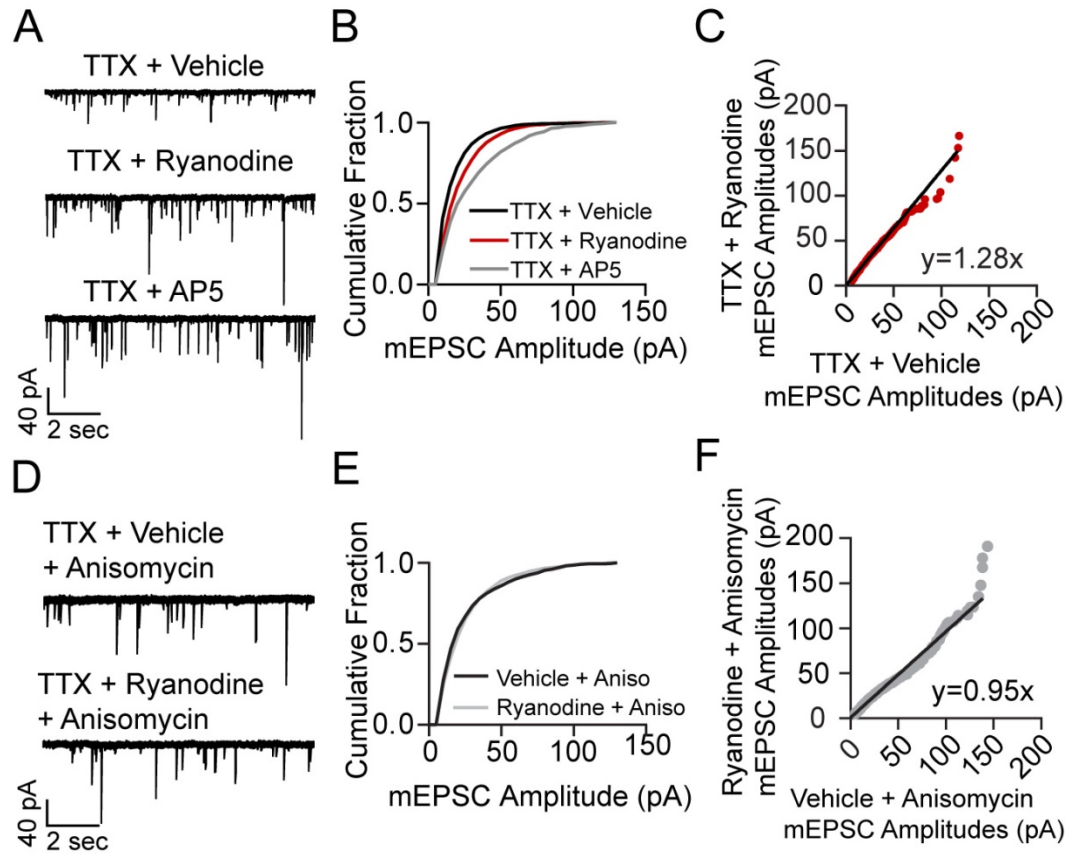 A
TTX + Vehicle
TTX + Ryanodine
TTX + AP5
40 pA
2 sec
B
Cumulative Fraction
1.0
0.5
0.0
TTX + Vehicle
TTX + Ryanodine
TTX + AP5
0
50
100
150
mEPSC Amplitude (pA)
C
TTX + Ryanodine
mEPSC Amplitudes (pA)
200
150
100
50
0
y=1.28x
0
50
100
150
200
TTX + Vehicle
mEPSC Amplitudes (pA)
D
TTX + Vehicle
+ Anisomycin
TTX + Ryanodine
+ Anisomycin
40 pA
2 sec
E
Cumulative Fraction
1.0
0.5
0.0
Vehicle + Aniso
Ryanodine + Aniso
0
50
100
150
mEPSC Amplitude (pA)
F
Ryanodine + Amisomycin
mEPSC Amplitudes (pA)
200
150
100
50
0
y=0.95x
0
50
100
150
200
Vehicle + Anisomycin
mEPSC Amplitudes (pA)